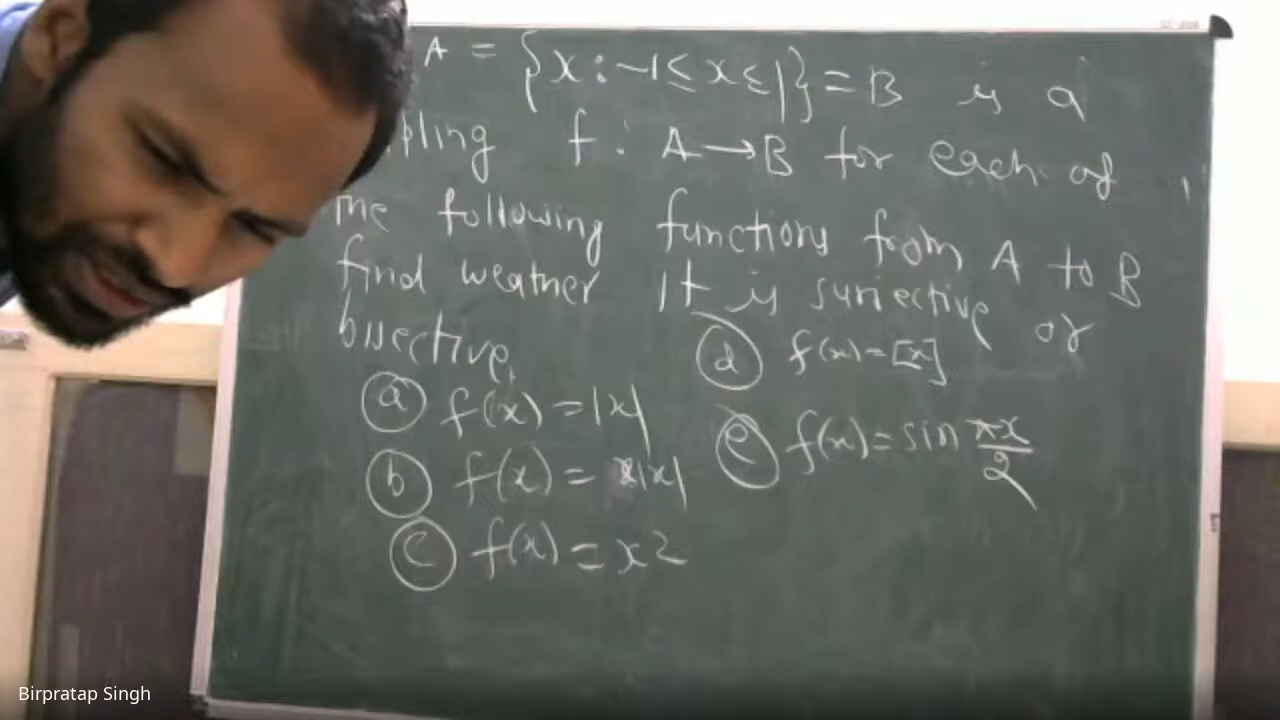 A = {x : -1 ≤ x ≤ 1} = B is a
pling f : A → B for each of
the following functions from A to B
find weather It is surjective or
bijective.
(a) f(x) = |x|
(b) f(x) = x|x|
(c) f(x) = x2
(d) f(x) = [x]
(e) f(x) = sin πx/2
Birpratap Singh